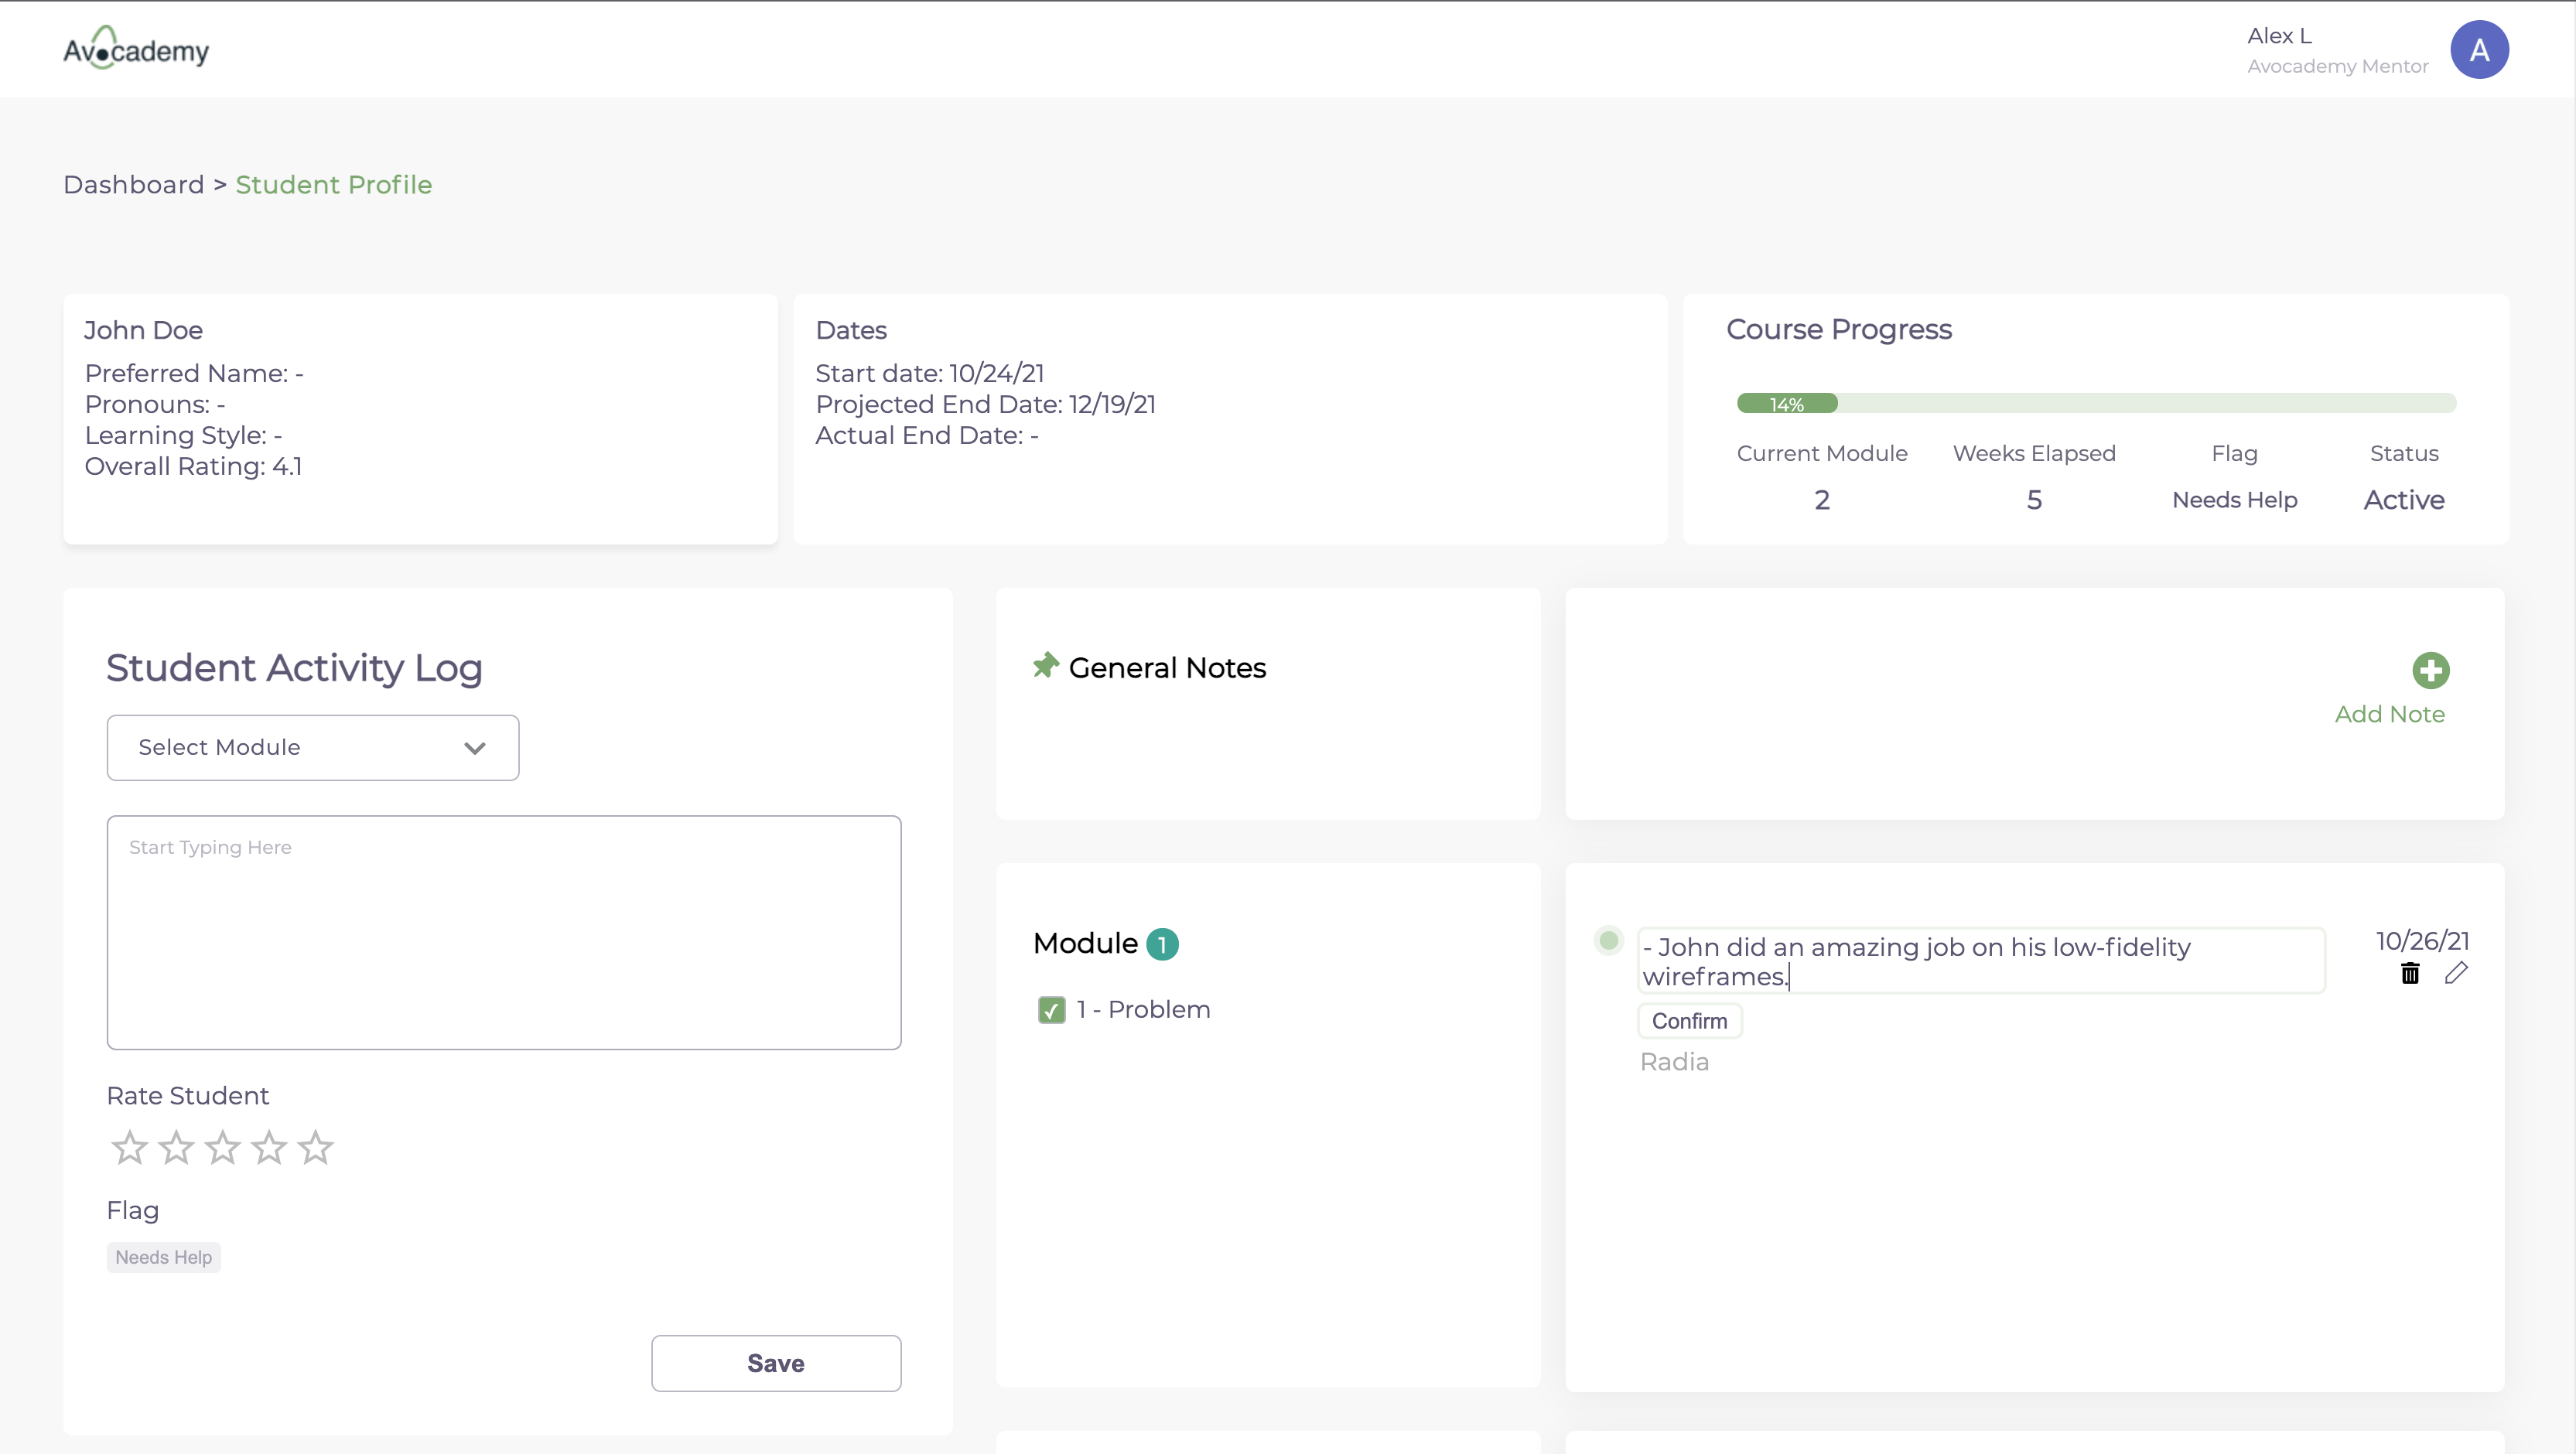 Avocademy
Alex L
Avocademy Mentor
A
Dashboard > Student Profile
John Doe
Preferred Name: -
Pronouns: -
Learning Style: -
Overall Rating: 4.1
Dates
Start date: 10/24/21
Projected End Date: 12/19/21
Actual End Date: -
Course Progress
14%
Current Module Weeks Elapsed Flag Status
2 5 Needs Help Active
Student Activity Log
Select Module
Start Typing Here
Rate Student
Flag
Needs Help
Save
General Notes
Add Note
Module 1
1 - Problem
- John did an amazing job on his low-fidelity
wireframes.
10/26/21
Confirm
Radia